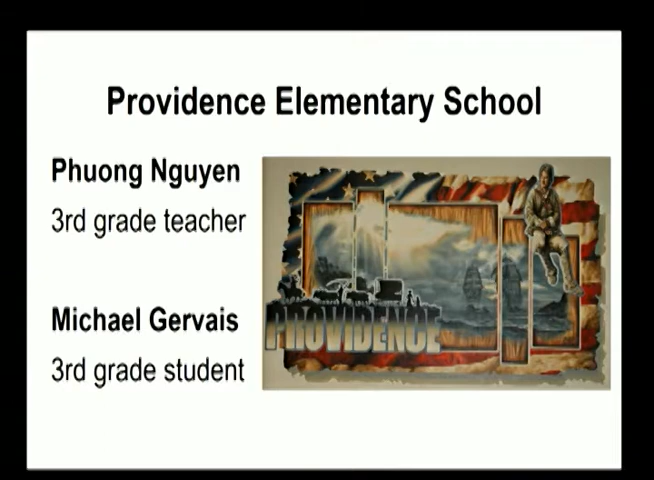 Providence Elementary School
Phuong Nguyen
3rd grade teacher
PROVIDENCE
Michael Gervais
3rd grade student